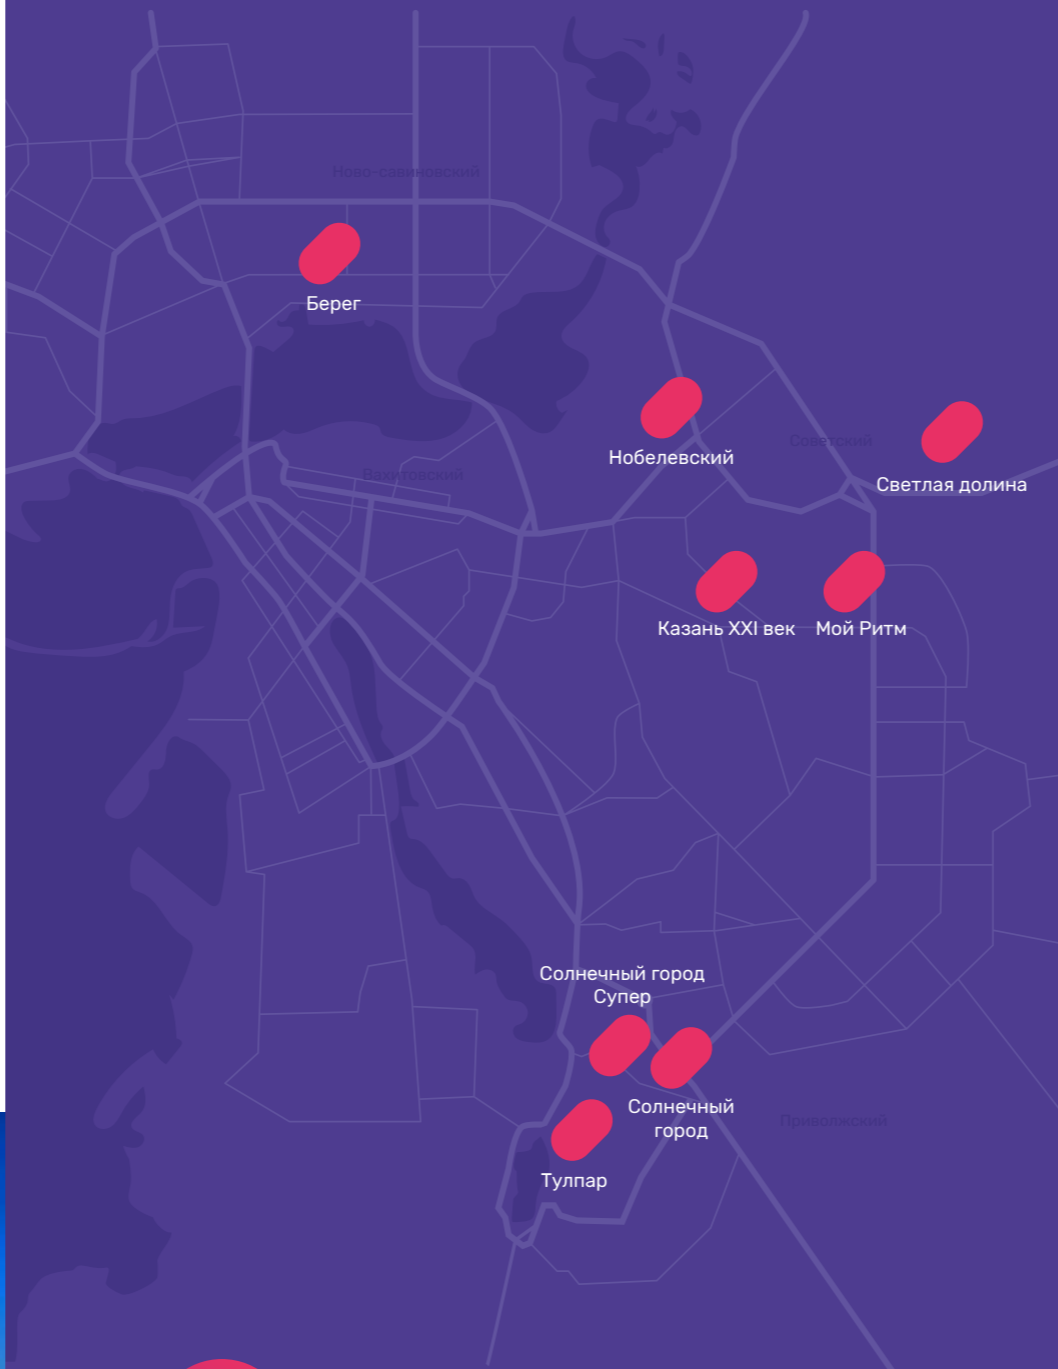 Ново-савиновский
Берег
Советский
Нобелевский
Вахитовский
Светлая долина
Казань XXI век
Мой Ритм
Солнечный город
Супер
Солнечный
город
Приволжский
Тулпар